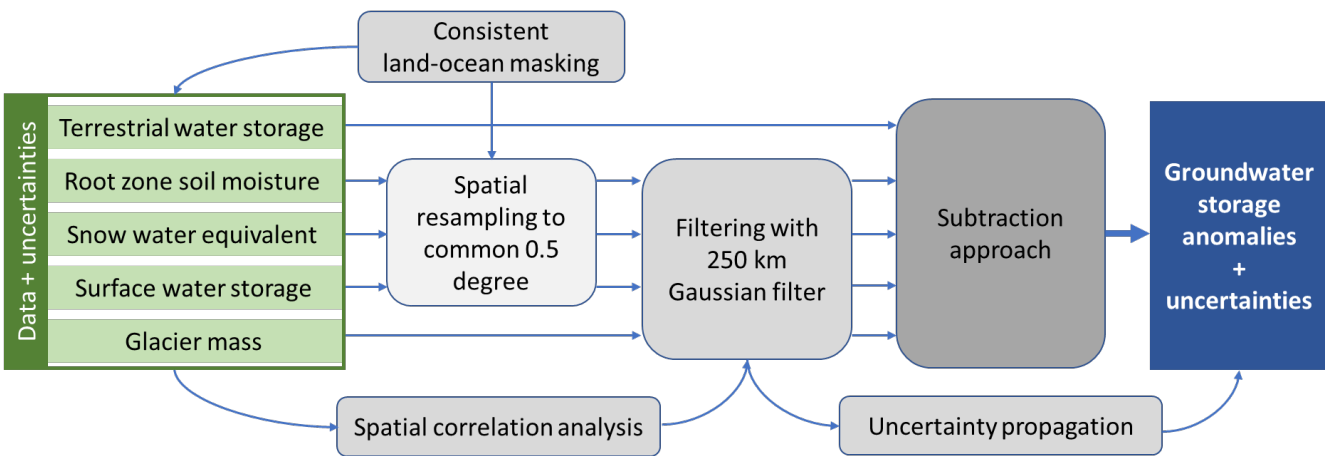 Consistent
land-ocean masking
Data + uncertainties
Terrestrial water storage
Root zone soil moisture
Snow water equivalent
Surface water storage
Glacier mass
Spatial
resampling to
common 0.5
degree
Filtering with
250 km
Gaussian filter
Subtraction
approach
Groundwater
storage
anomalies
+
uncertainties
Spatial correlation analysis
Uncertainty propagation